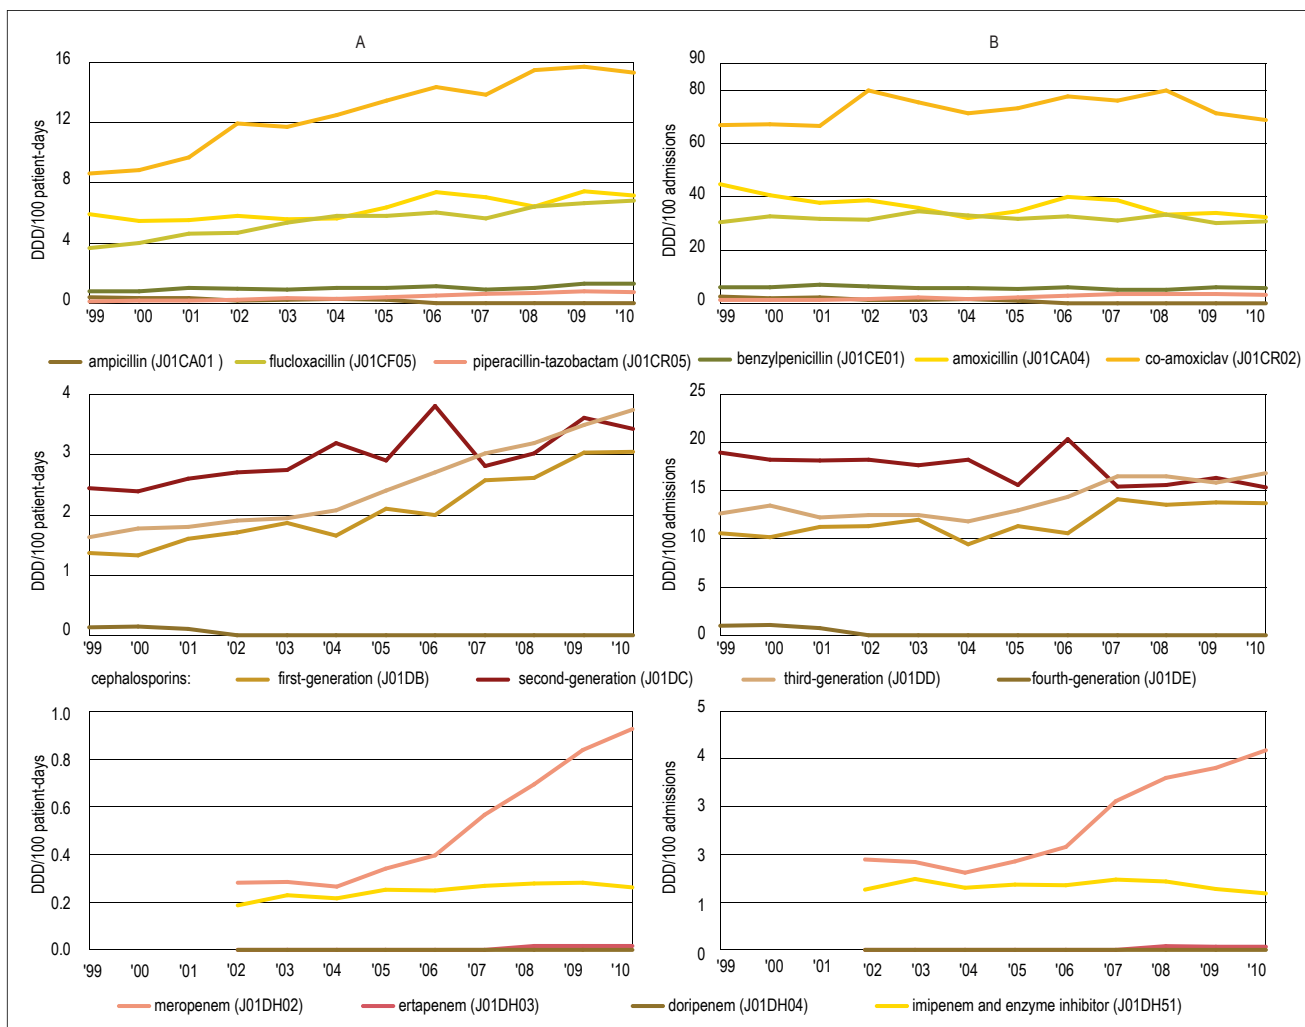 A B
DDD/100 patient-days
16
12
8
4
0
'99 '00 '01 '02 '03 '04 '05 '06 '07 '08 '09 '10
DDD/100 admissions
90
80
60
40
20
0
'99 '00 '01 '02 '03 '04 '05 '06 '07 '08 '09 '10
ampicillin (J01CA01 ) flucloxacillin (J01CF05) piperacillin-tazobactam (J01CR05) benzylpenicillin (J01CE01) amoxicillin (J01CA04) co-amoxiclav (J01CR02)
DDD/100 patient-days
4
3
2
1
0
'99 '00 '01 '02 '03 '04 '05 '06 '07 '08 '09 '10
DDD/100 admissions
25
20
15
10
5
0
'99 '00 '01 '02 '03 '04 '05 '06 '07 '08 '09 '10
cephalosporins: first-generation (J01DB) second-generation (J01DC) third-generation (J01DD) fourth-generation (J01DE)
DDD/100 patient-days
1.0
0.8
0.6
0.4
0.2
0.0
'99 '00 '01 '02 '03 '04 '05 '06 '07 '08 '09 '10
DDD/100 admissions
5
4
3
3
1
0
'99 '00 '01 '02 '03 '04 '05 '06 '07 '08 '09 '10
meropenem (J01DH02) ertapenem (J01DH03) doripenem (J01DH04) imipenem and enzyme inhibitor (J01DH51)